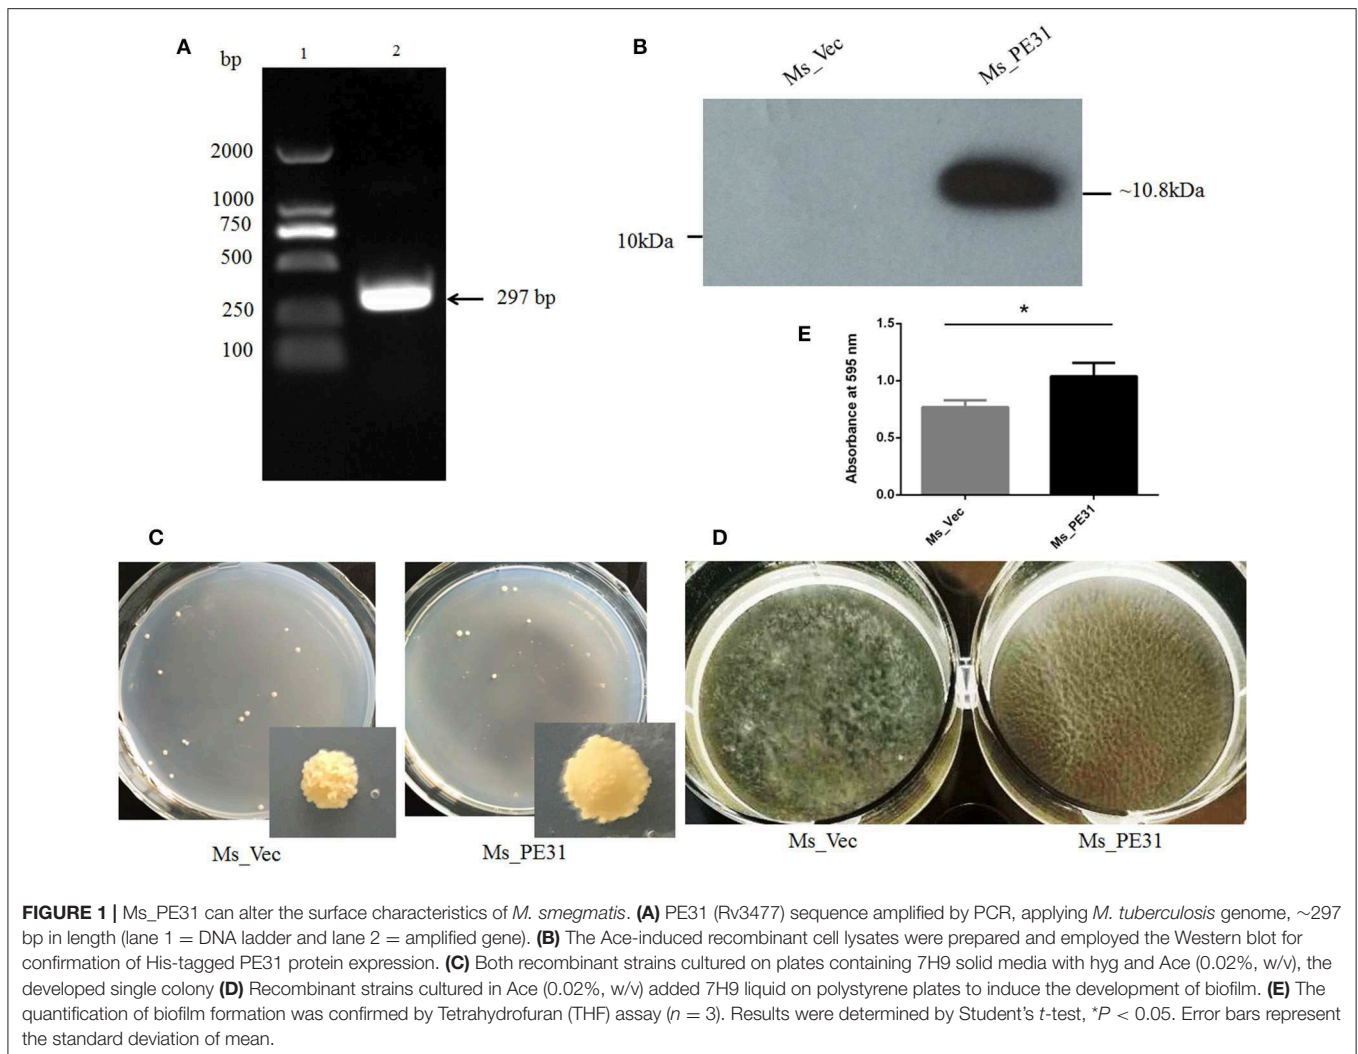 A
bp
1
2
2000
1000
750
500
250
100
297 bp
B
Ms_Vec
Ms_PE31
10kDa
~10.8kDa
E
*
Absorbance at 595 nm
1.5
1.0
0.5
0.0
Ms_Vec
Ms_PE31
C
Ms_Vec
Ms_PE31
D
Ms_Vec
Ms_PE31
FIGURE 1 | Ms_PE31 can alter the surface characteristics of M. smegmatis. (A) PE31 (Rv3477) sequence amplified by PCR, applying M. tuberculosis genome, ∼297
bp in length (lane 1 = DNA ladder and lane 2 = amplified gene). (B) The Ace-induced recombinant cell lysates were prepared and employed the Western blot for
confirmation of His-tagged PE31 protein expression. (C) Both recombinant strains cultured on plates containing 7H9 solid media with hyg and Ace (0.02%, w/v), the
developed single colony (D) Recombinant strains cultured in Ace (0.02%, w/v) added 7H9 liquid on polystyrene plates to induce the development of biofilm. (E) The
quantification of biofilm formation was confirmed by Tetrahydrofuran (THF) assay (n = 3). Results were determined by Student's t-test, *P < 0.05. Error bars represent
the standard deviation of mean.